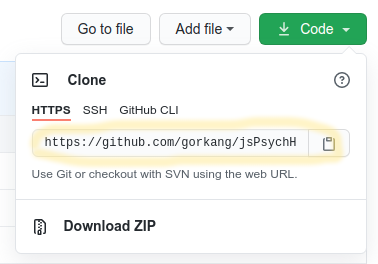 Go to file Add file Code
Clone
HTTPS SSH GitHub CLI
https://github.com/gorkang/jsPsychH
Use Git or checkout with SVN using the web URL.
Download ZIP